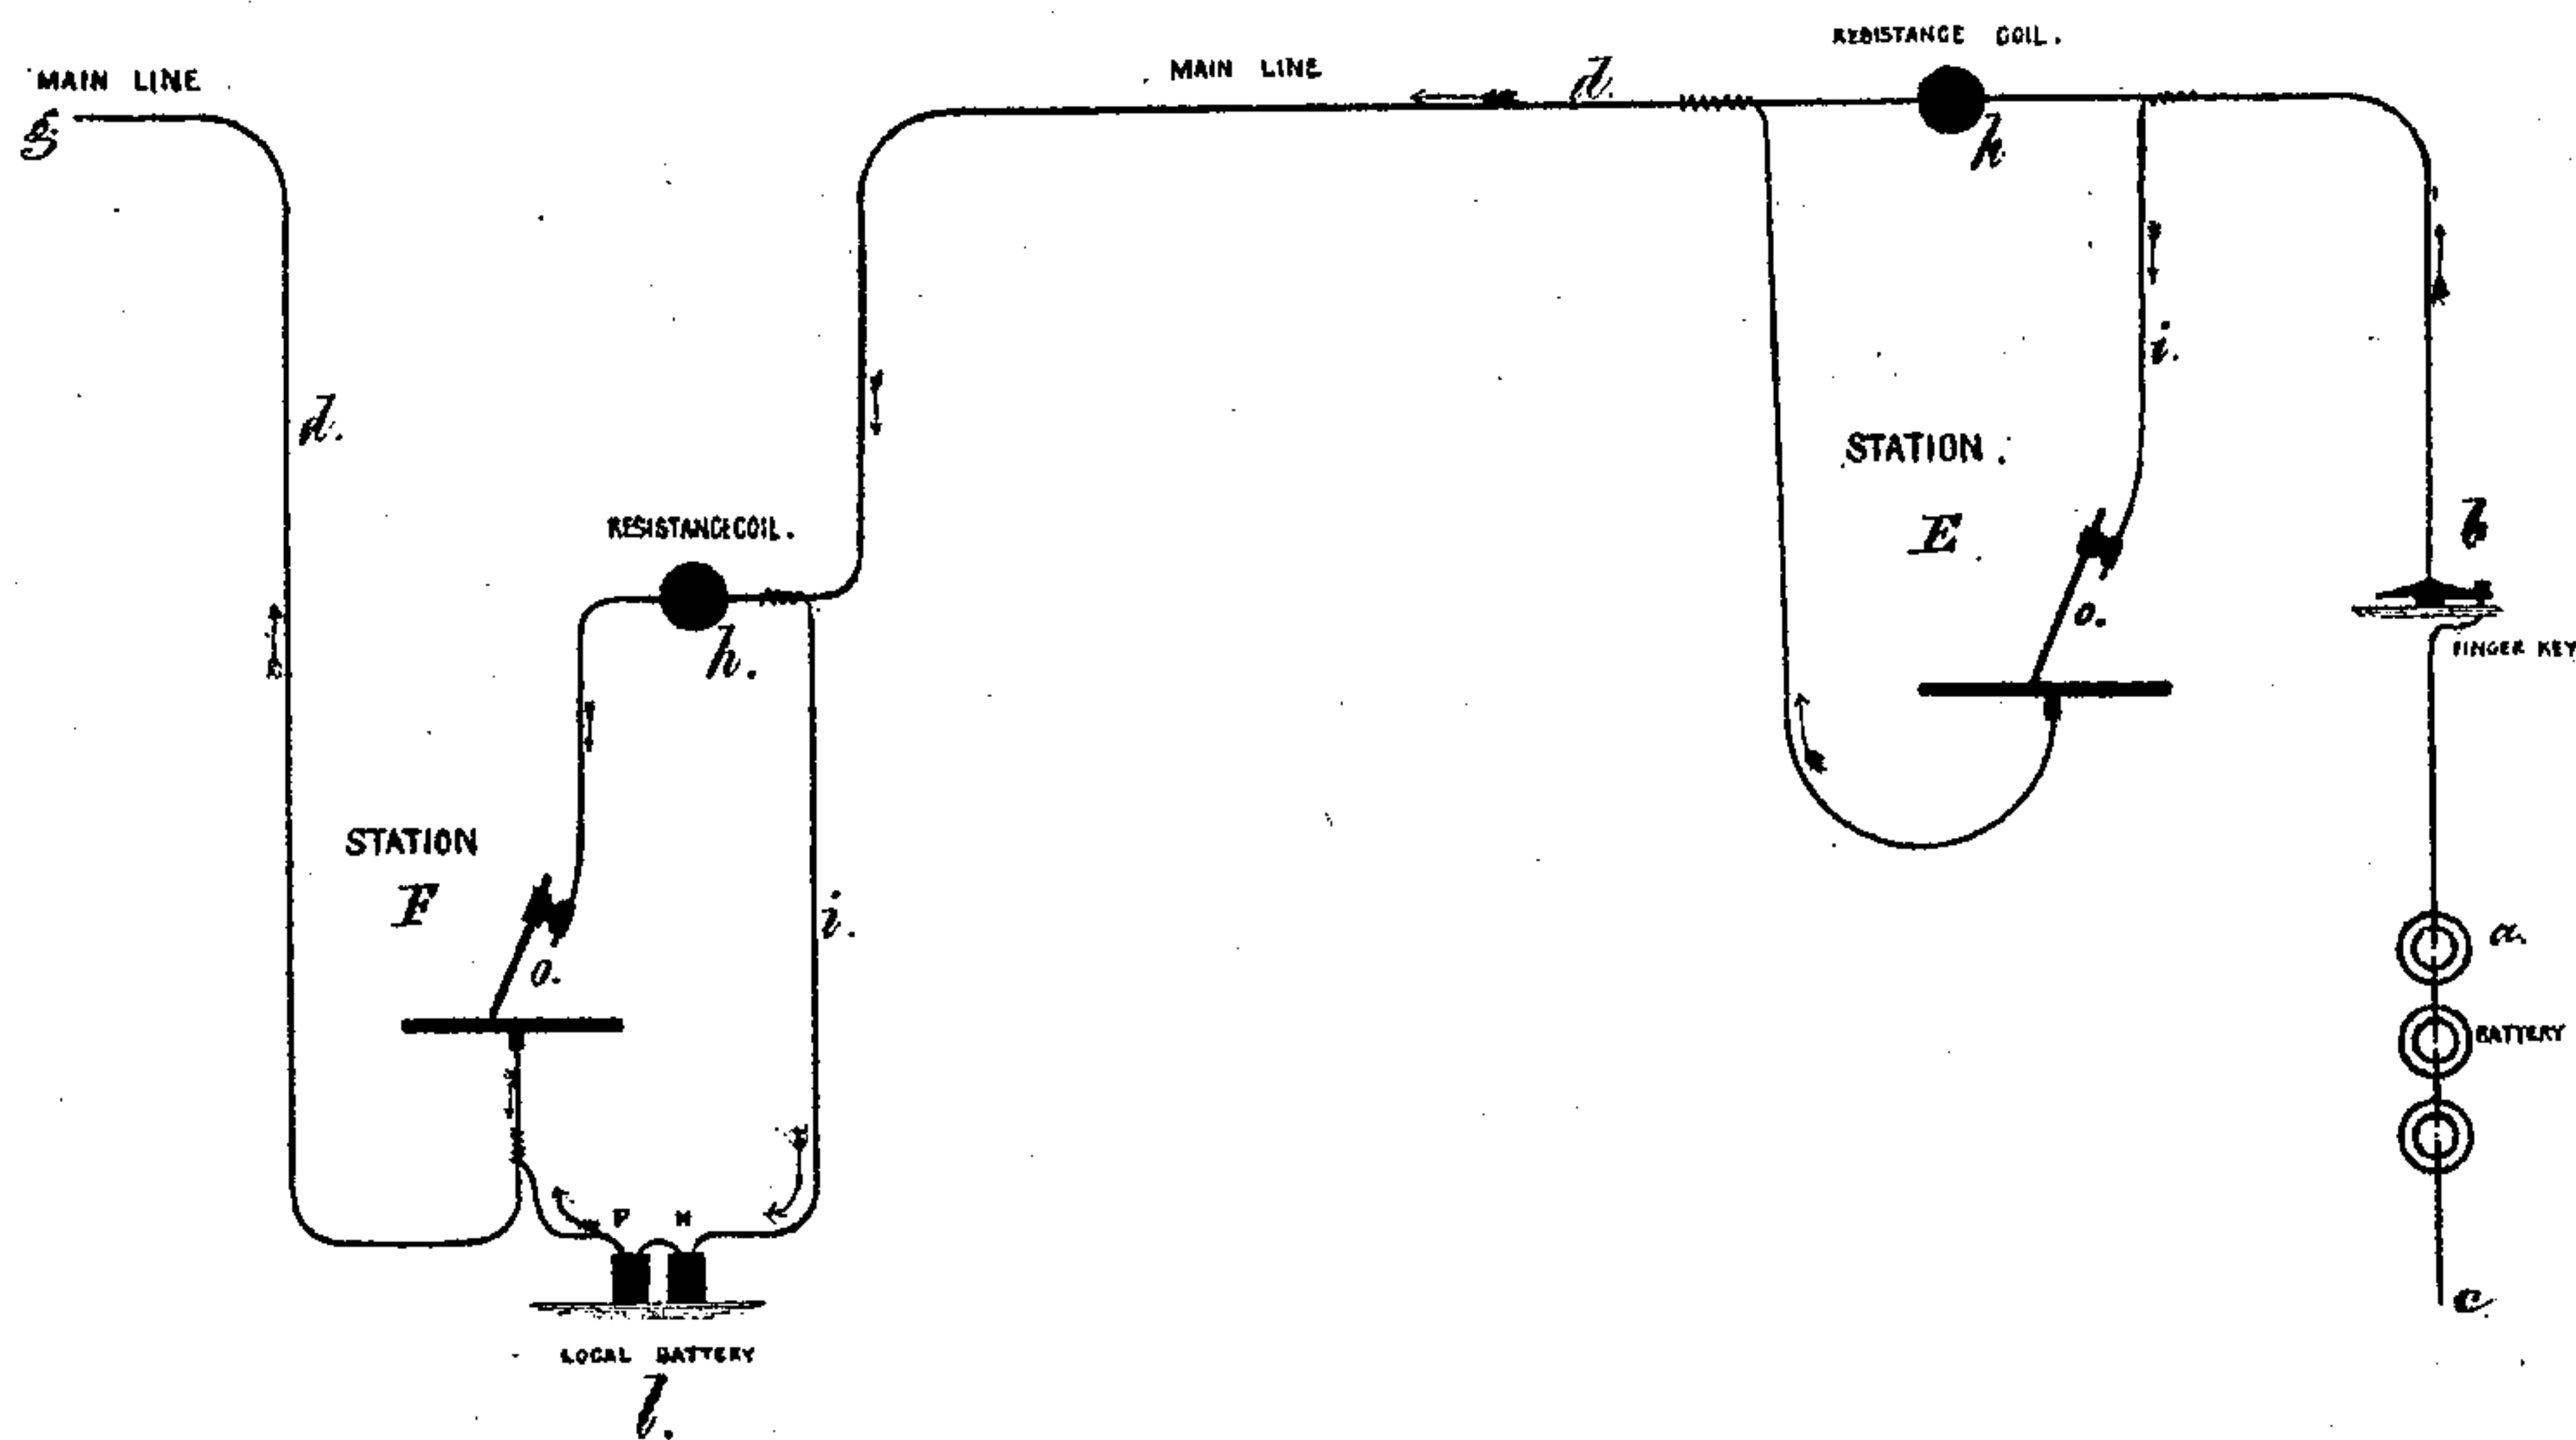 RESISTANCE COIL.
MAIN LINE
MAIN LINE
d.
g.
h
i.
d.
STATION.
E
b
RESISTANCE COIL.
o.
FINGER KEY
h.
STATION
F
i.
a.
o.
BATTERY
P N
c.
LOCAL BATTERY
l.